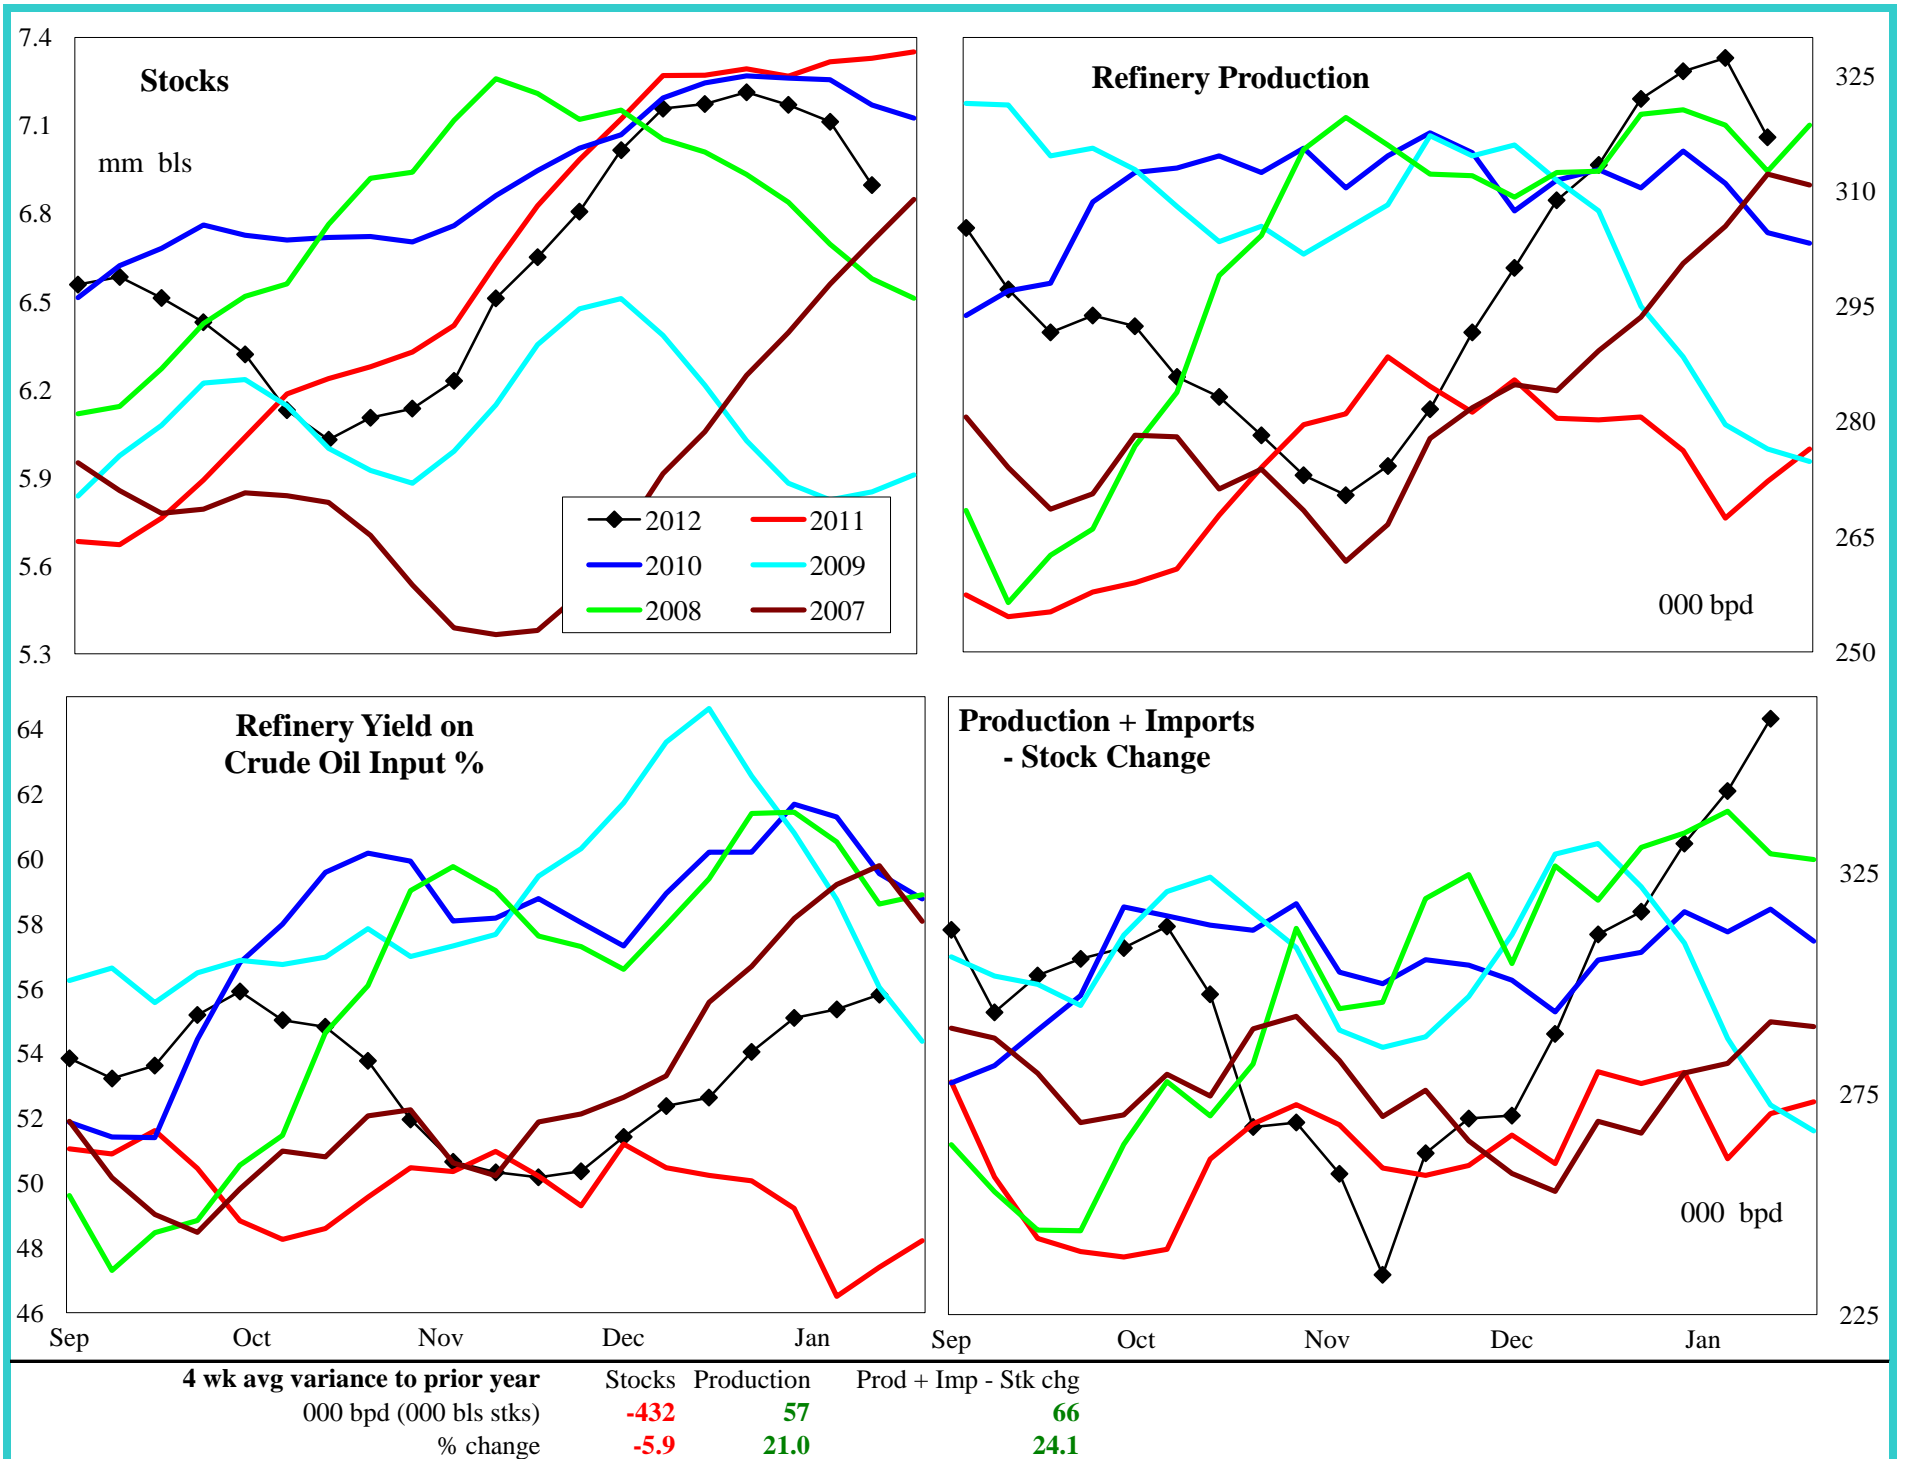 Stocks
mm bls
7.4
7.1
6.8
6.5
6.2
5.9
5.6
5.3
2012 2011
2010 2009
2008 2007
Refinery Production
000 bpd
325
310
295
280
265
250
Refinery Yield on
Crude Oil Input %
64
62
60
58
56
54
52
50
48
46
Sep Oct Nov Dec Jan
Production + Imports
- Stock Change
000 bpd
325
275
225
Sep Oct Nov Dec Jan
4 wk avg variance to prior year Stocks Production Prod + Imp - Stk chg
000 bpd (000 bls stks) -432 57 66
% change -5.9 21.0 24.1